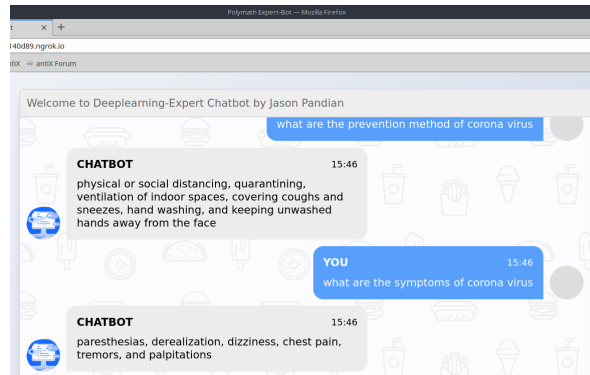 Polymath Expert-Bot — Mozilla Firefox
t × +
140d89.ngrok.io
tiX antiX Forum
Welcome to Deeplearning-Expert Chatbot by Jason Pandian
what are the prevention method of corona virus
CHATBOT 15:46
physical or social distancing, quarantining,
ventilation of indoor spaces, covering coughs and
sneezes, hand washing, and keeping unwashed
hands away from the face
YOU 15:46
what are the symptoms of corona virus
CHATBOT 15:46
paresthesias, derealization, dizziness, chest pain,
tremors, and palpitations